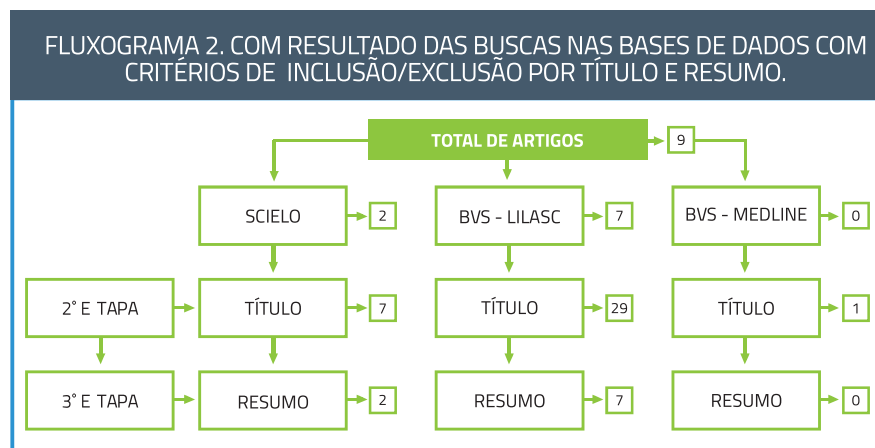 FLUXOGRAMA 2. COM RESULTADO DAS BUSCAS NAS BASES DE DADOS COM
CRITÉRIOS DE INCLUSÃO/EXCLUSÃO POR TÍTULO E RESUMO.
TOTAL DE ARTIGOS
9
SCIELO
2
BVS - LILASC
7
BVS - MEDLINE
0
2° E TAPA
TÍTULO
7
TÍTULO
29
TÍTULO
1
3° E TAPA
RESUMO
2
RESUMO
7
RESUMO
0